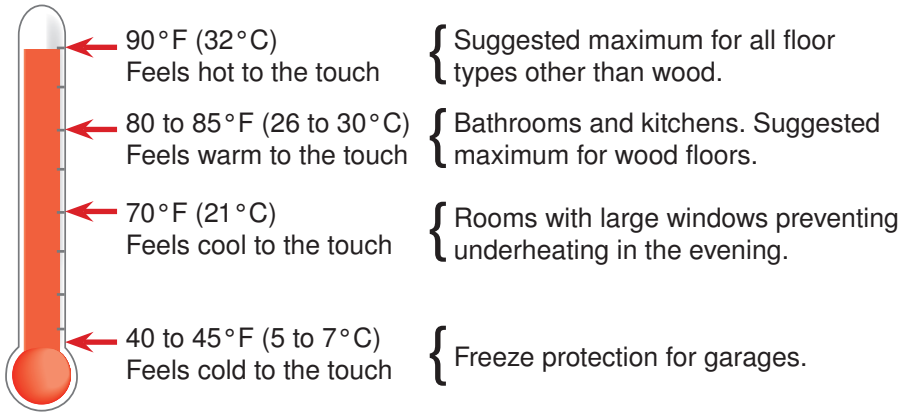 90°F (32°C)
Feels hot to the touch
Suggested maximum for all floor
types other than wood.
80 to 85°F (26 to 30°C)
Feels warm to the touch
Bathrooms and kitchens. Suggested
maximum for wood floors.
70°F (21°C)
Feels cool to the touch
Rooms with large windows preventing
underheating in the evening.
40 to 45°F (5 to 7°C)
Feels cold to the touch
Freeze protection for garages.